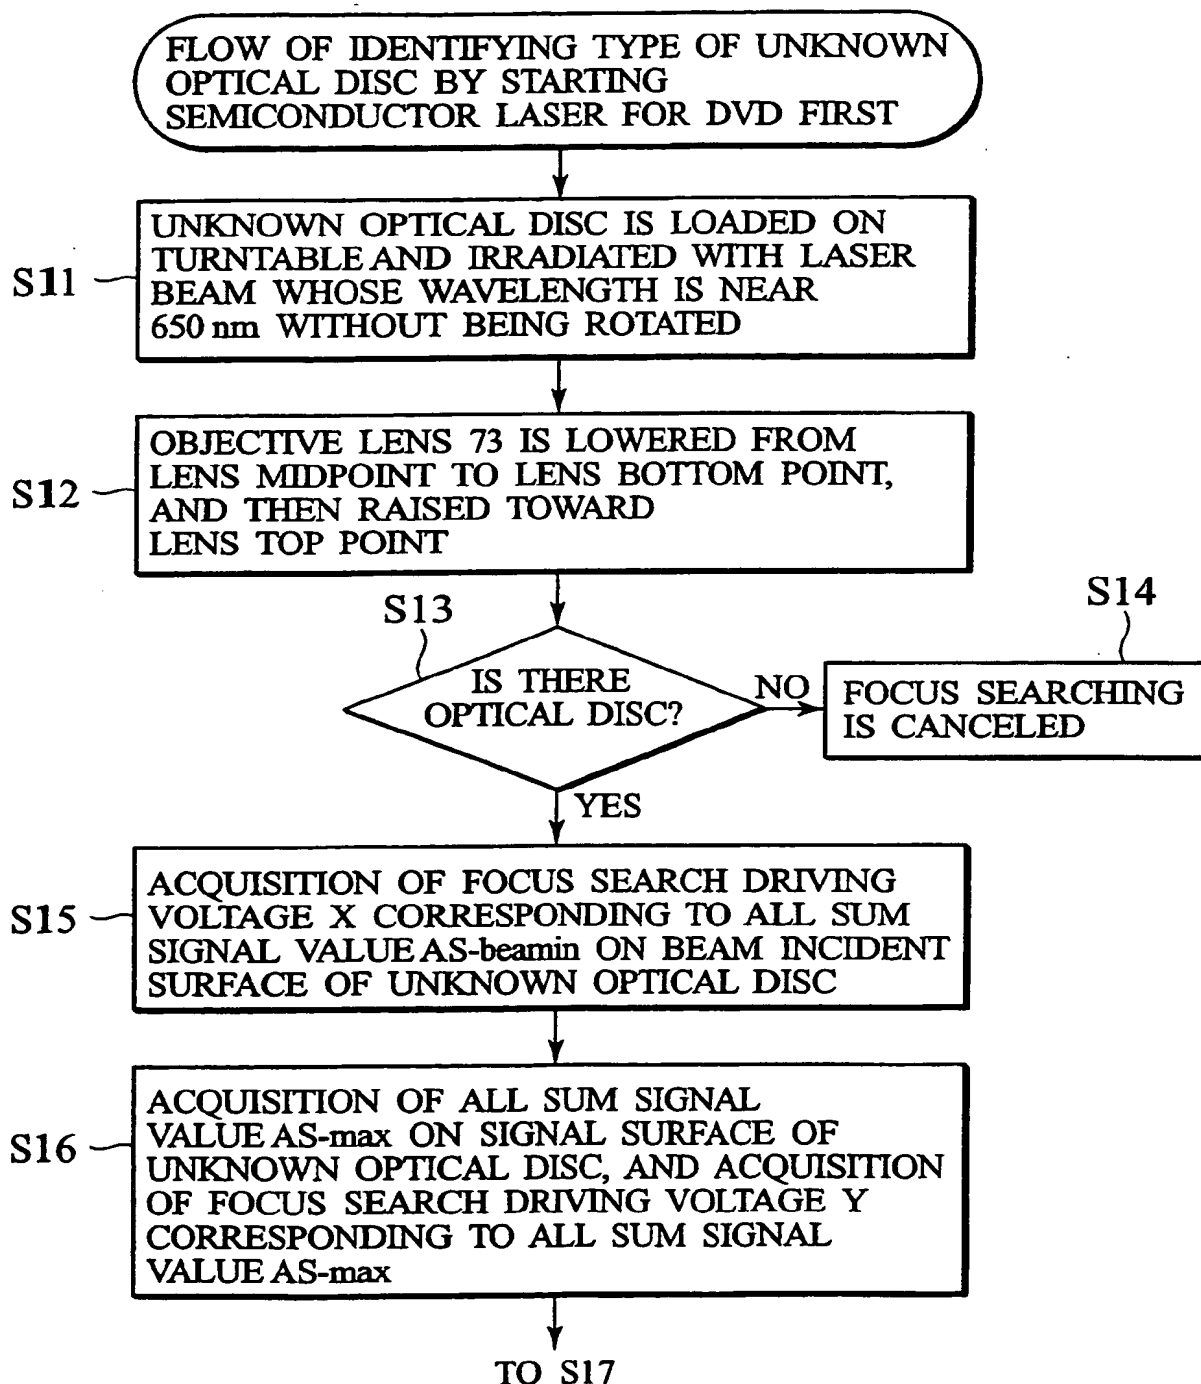 FLOW OF IDENTIFYING TYPE OF UNKNOWN
OPTICAL DISC BY STARTING
SEMICONDUCTOR LASER FOR DVD FIRST
S11
UNKNOWN OPTICAL DISC IS LOADED ON
TURNTABLE AND IRRADIATED WITH LASER
BEAM WHOSE WAVELENGTH IS NEAR
650 nm WITHOUT BEING ROTATED
S12
OBJECTIVE LENS 73 IS LOWERED FROM
LENS MIDPOINT TO LENS BOTTOM POINT,
AND THEN RAISED TOWARD
LENS TOP POINT
S13
IS THERE
OPTICAL DISC?
NO
S14
FOCUS SEARCHING
IS CANCELED
YES
S15
ACQUISITION OF FOCUS SEARCH DRIVING
VOLTAGE X CORRESPONDING TO ALL SUM
SIGNAL VALUE AS-beamin ON BEAM INCIDENT
SURFACE OF UNKNOWN OPTICAL DISC
S16
ACQUISITION OF ALL SUM SIGNAL
VALUE AS-max ON SIGNAL SURFACE OF
UNKNOWN OPTICAL DISC, AND ACQUISITION
OF FOCUS SEARCH DRIVING VOLTAGE Y
CORRESPONDING TO ALL SUM SIGNAL
VALUE AS-max
TO S17